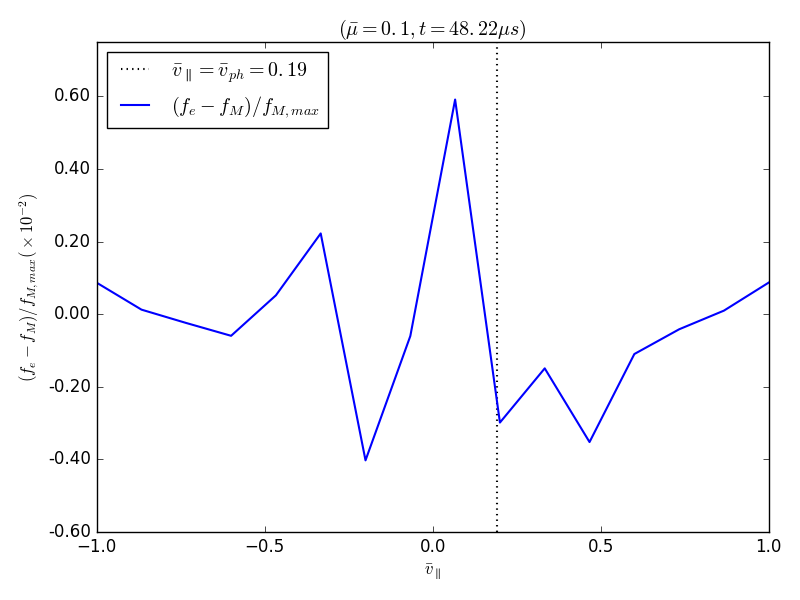 (μ̄ = 0.1, t = 48.22μs)
v̄∥ = v̄ph = 0.19
(fe − fM)/fM,max
(fe − fM)/fM,max(×10⁻²)
0.60
0.40
0.20
0.00
-0.20
-0.40
-0.60
−1.0 −0.5 0.0 0.5 1.0
v̄∥